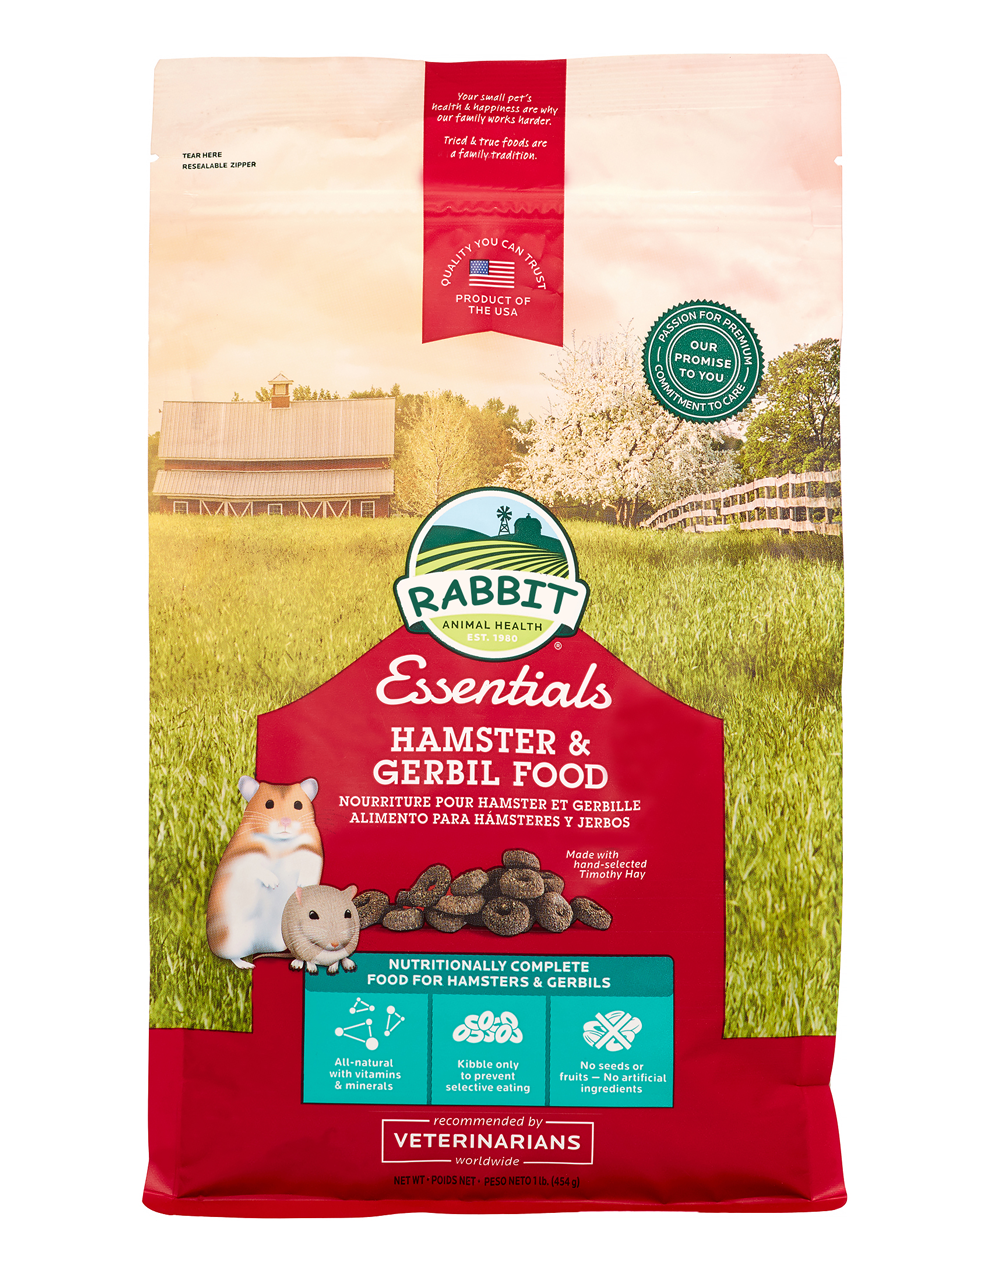 Your small pet's
health & happiness are why
our family works harder.
Tried & true foods are
a family tradition.
TEAR HERE
RESEALABLE ZIPPER
QUALITY YOU CAN TRUST
PRODUCT OF
THE USA
PASSION FOR PREMIUM
OUR
PROMISE
TO YOU
COMMITMENT TO CARE
RABBIT
ANIMAL HEALTH
EST. 1980
®
Essentials
HAMSTER &
GERBIL FOOD
NOURRITURE POUR HAMSTER ET GERBILLE
ALIMENTO PARA HÁMSTERES Y JERBOS
Made with
hand-selected
Timothy Hay
NUTRITIONALLY COMPLETE
FOOD FOR HAMSTERS & GERBILS
All-natural
with vitamins
& minerals
Kibble only
to prevent
selective eating
No seeds or
fruits — No artificial
ingredients
recommended by
VETERINARIANS
worldwide
NET WT • POIDS NET • PESO NETO 1 lb. (454 g)